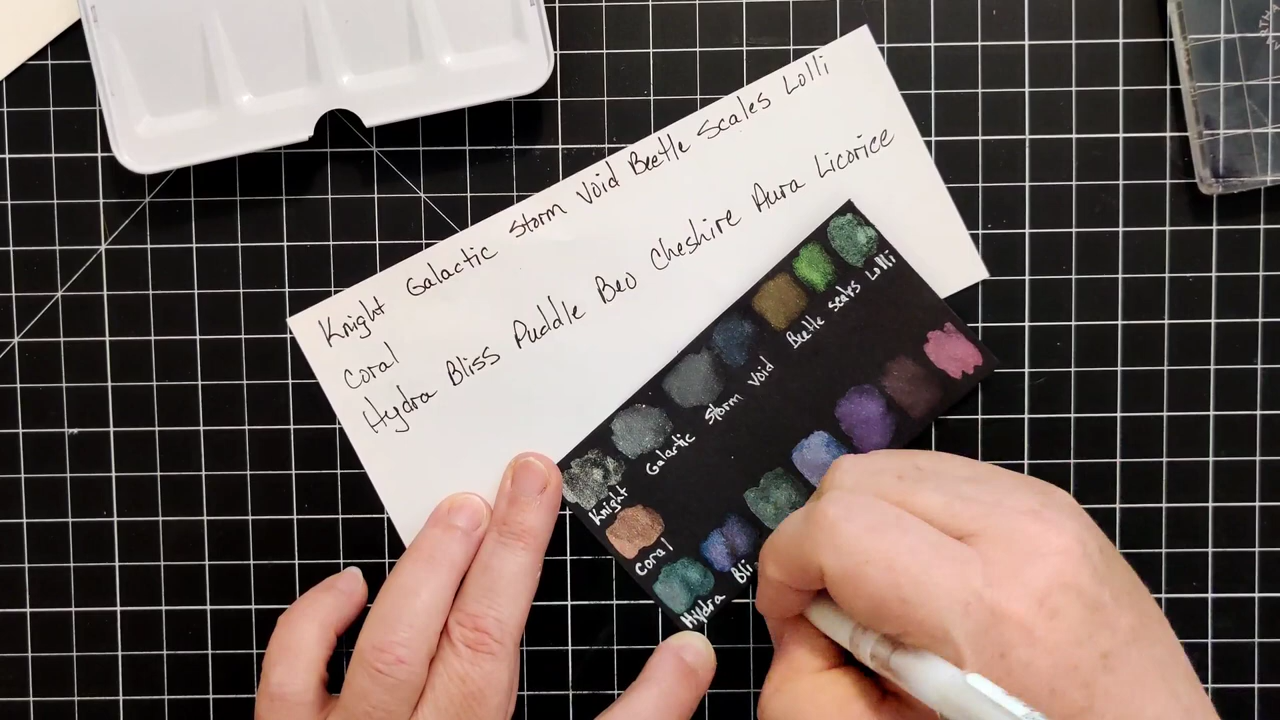 Knight Galactic Storm Void Beetle Scales Lolli
Coral
Hydra Bliss Puddle Beo Cheshire Aura Licorice
Knight Galactic Storm Void Beetle scales Lolli
Coral
Hydra Bli